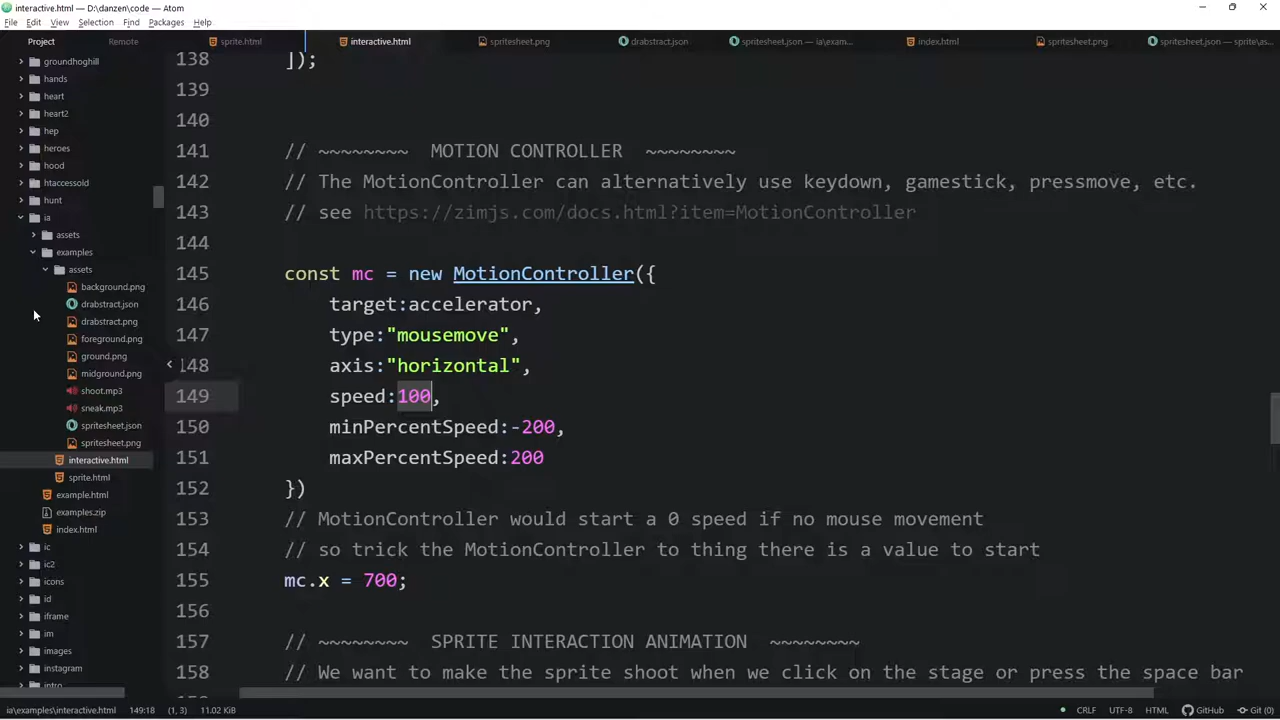 interactive.html — D:\danzen\code — Atom
File Edit View Selection Find Packages Help
Project Remote
sprite.html interactive.html spritesheet.png drabstract.json spritesheet.json — ia\exam... index.html spritesheet.png spritesheet.json — sprite\as...
groundhoghill
hands
heart
heart2
hep
heroes
hood
htaccessold
hunt
ia
assets
examples
assets
background.png
drabstract.json
drabstract.png
foreground.png
ground.png
midground.png
shoot.mp3
sneak.mp3
spritesheet.json
spritesheet.png
interactive.html
sprite.html
example.html
examples.zip
index.html
ic
ic2
icons
id
iframe
im
images
instagram
intro
138 ]);
139
140
141 // ~~~~~~~~ MOTION CONTROLLER ~~~~~~~~
142 // The MotionController can alternatively use keydown, gamestick, pressmove, etc.
143 // see https://zimjs.com/docs.html?item=MotionController
144
145 const mc = new MotionController({
146 target:accelerator,
147 type:"mousemove",
148 axis:"horizontal",
149 speed:100,
150 minPercentSpeed:-200,
151 maxPercentSpeed:200
152 })
153 // MotionController would start a 0 speed if no mouse movement
154 // so trick the MotionController to thing there is a value to start
155 mc.x = 700;
156
157 // ~~~~~~~~ SPRITE INTERACTION ANIMATION ~~~~~~~~
158 // We want to make the sprite shoot when we click on the stage or press the space bar
ia\examples\interactive.html 149:18 (1, 3) 11.02 KiB CRLF UTF-8 HTML GitHub Git (0)